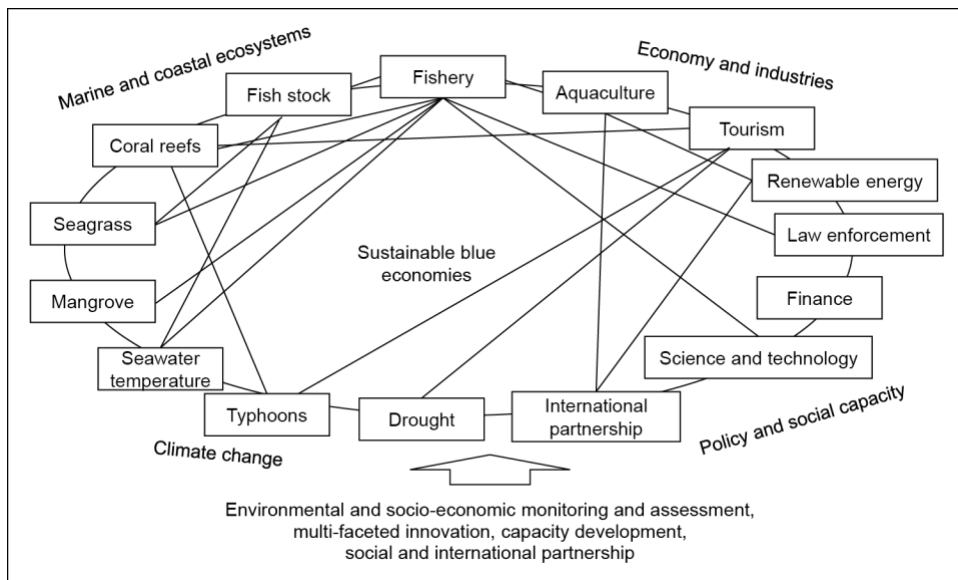 Marine and coastal ecosystems
Economy and industries
Fishery
Fish stock
Aquaculture
Coral reefs
Tourism
Renewable energy
Seagrass
Law enforcement
Sustainable blue
economies
Mangrove
Finance
Seawater
temperature
Science and technology
Typhoons
Drought
International
partnership
Policy and social capacity
Climate change
Environmental and socio-economic monitoring and assessment,
multi-faceted innovation, capacity development,
social and international partnership